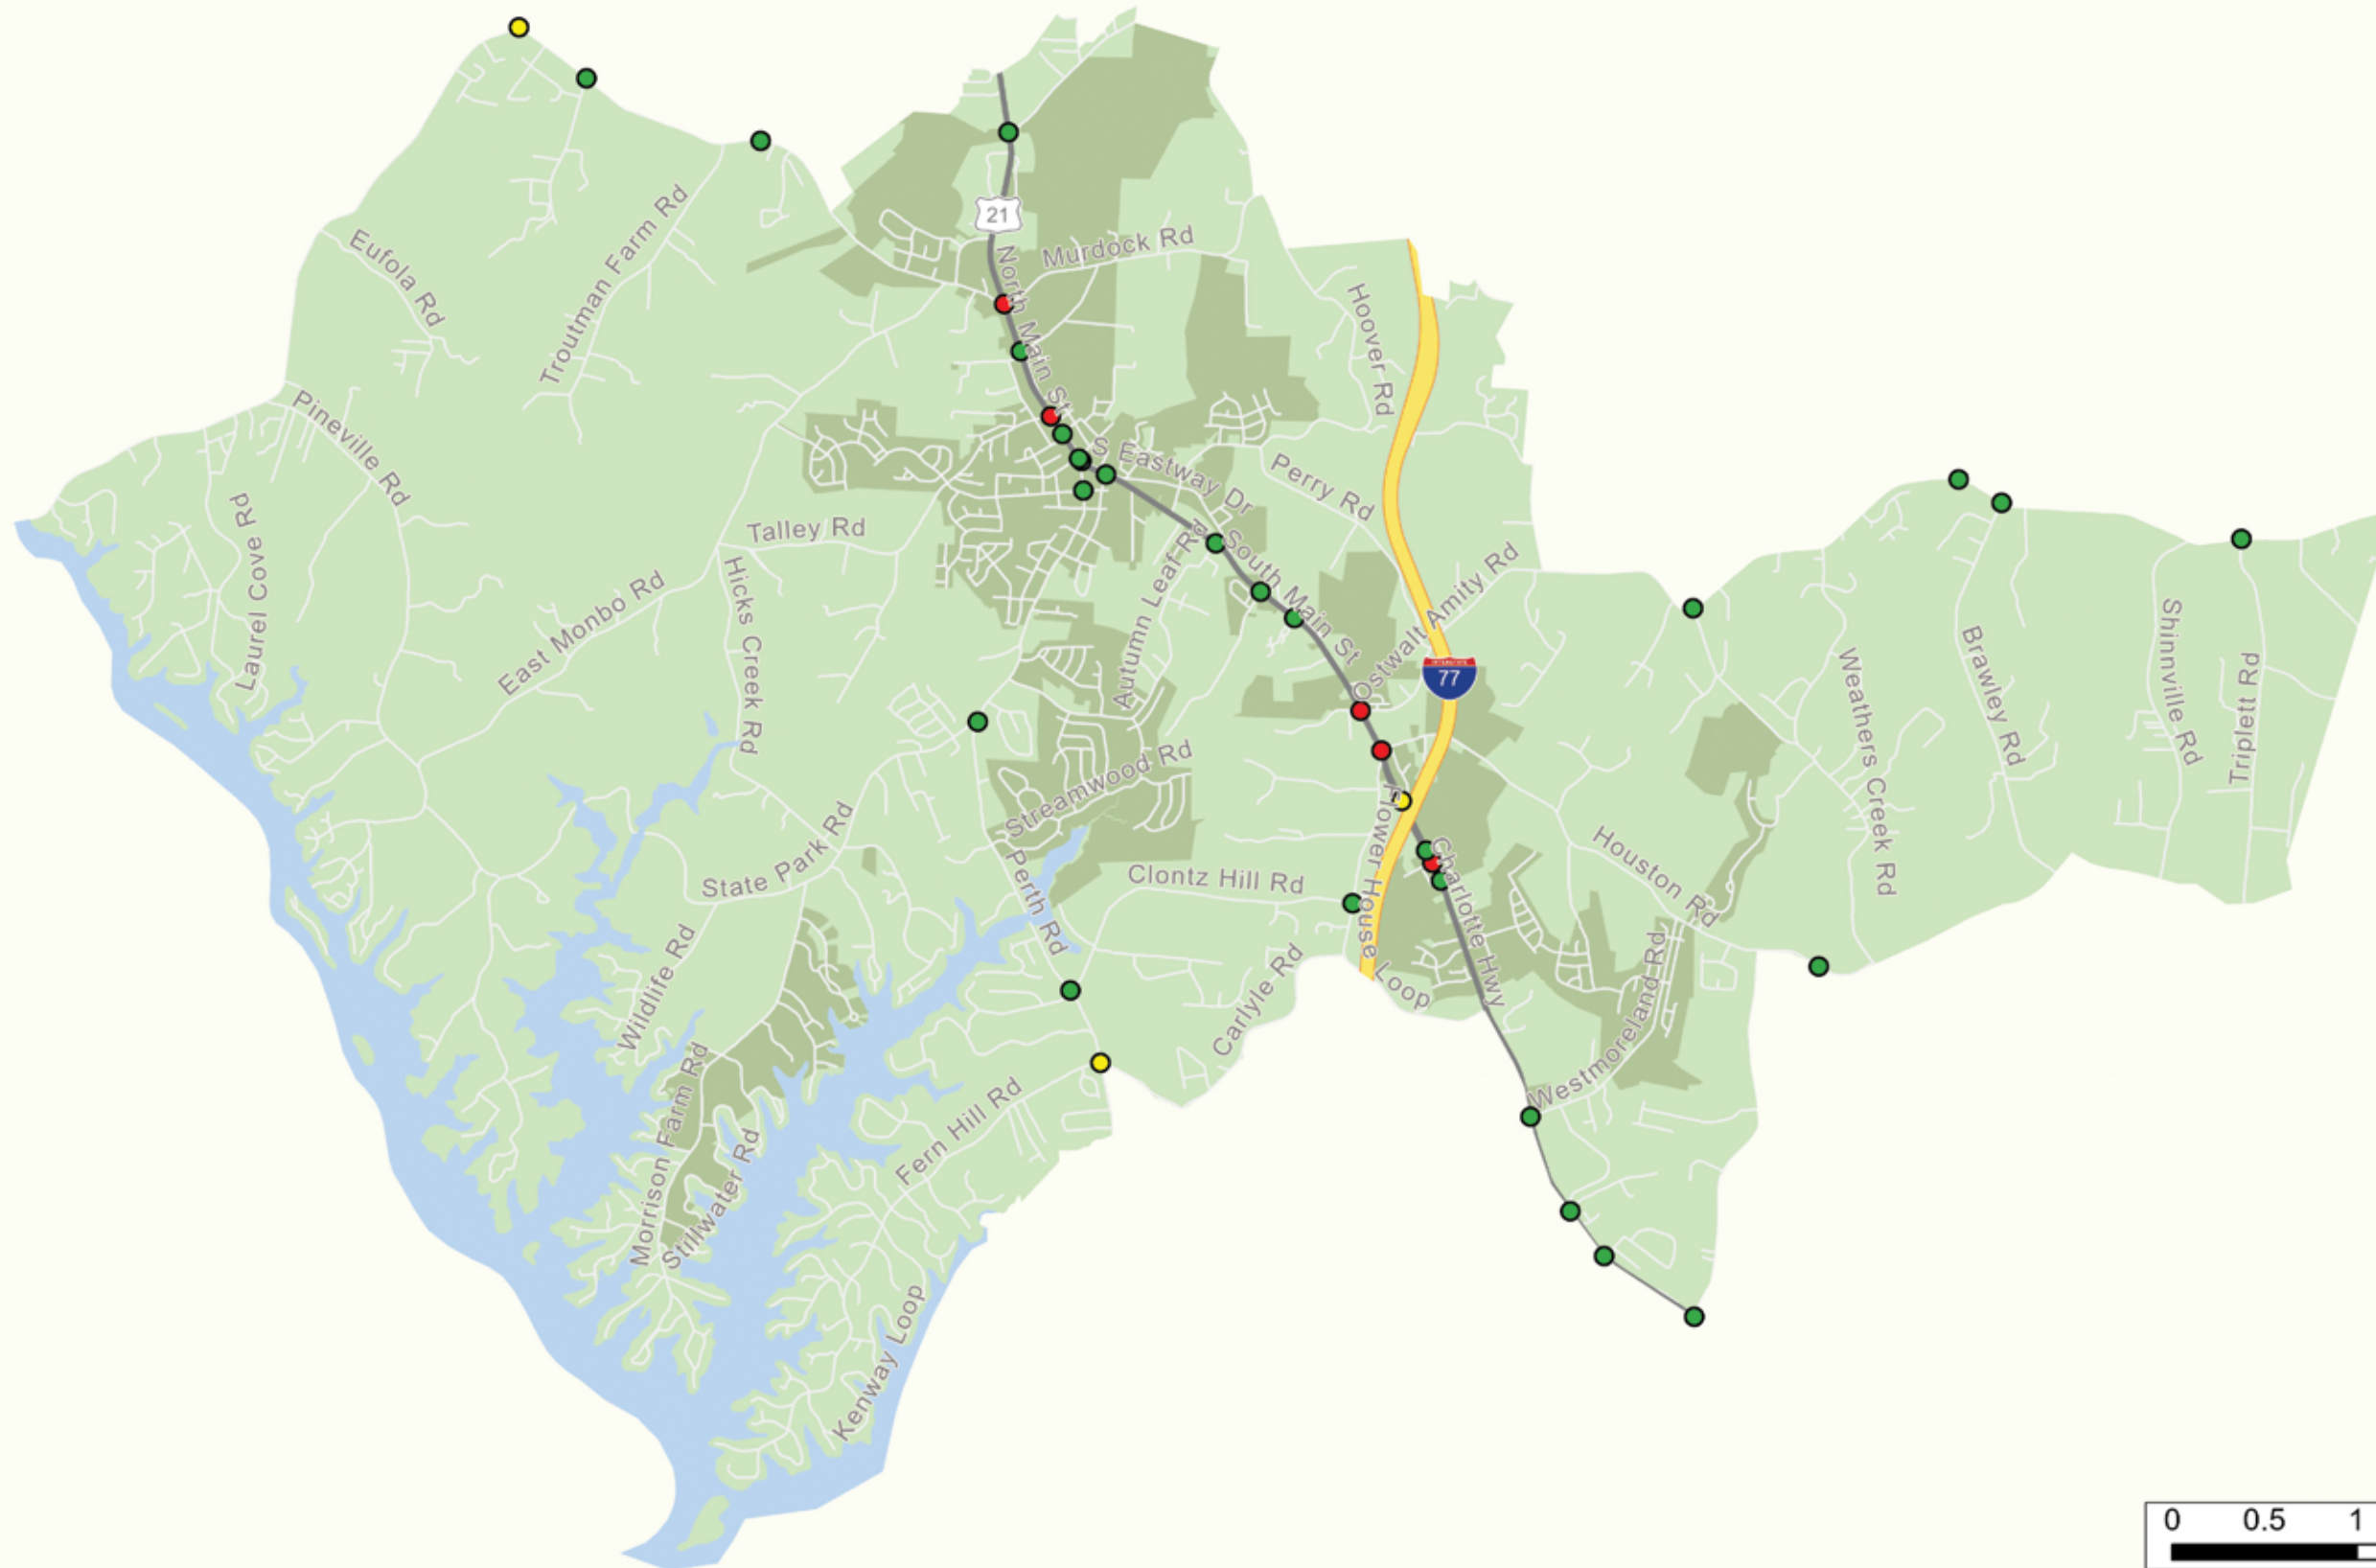 21
Murdock Rd
North Main St
Eufola Rd
Troutman Farm Rd
Hoover Rd
Pineville Rd
S Eastway Dr
Perry Rd
Talley Rd
Laurel Cove Rd
East Monbo Rd
Hicks Creek Rd
Autumn Leaf Rd
South Main St
Ostwalt Amity Rd
INTERSTATE
77
Weathers Creek Rd
Brawley Rd
Shinnville Rd
Triplett Rd
Streamwood Rd
State Park Rd
Perth Rd
Clontz Hill Rd
Flower House Loop
Charlotte Hwy
Houston Rd
Wildlife Rd
Carlyle Rd
Westmoreland Rd
Morrison Farm Rd
Stillwater Rd
Fern Hill Rd
Kenway Loop
0 0.5 1